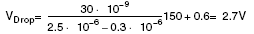 V_Drop= 30 · 10^-9 / 2.5 · 10^-6 – 0.3 · 10^-6 150 + 0.6 = 2.7V